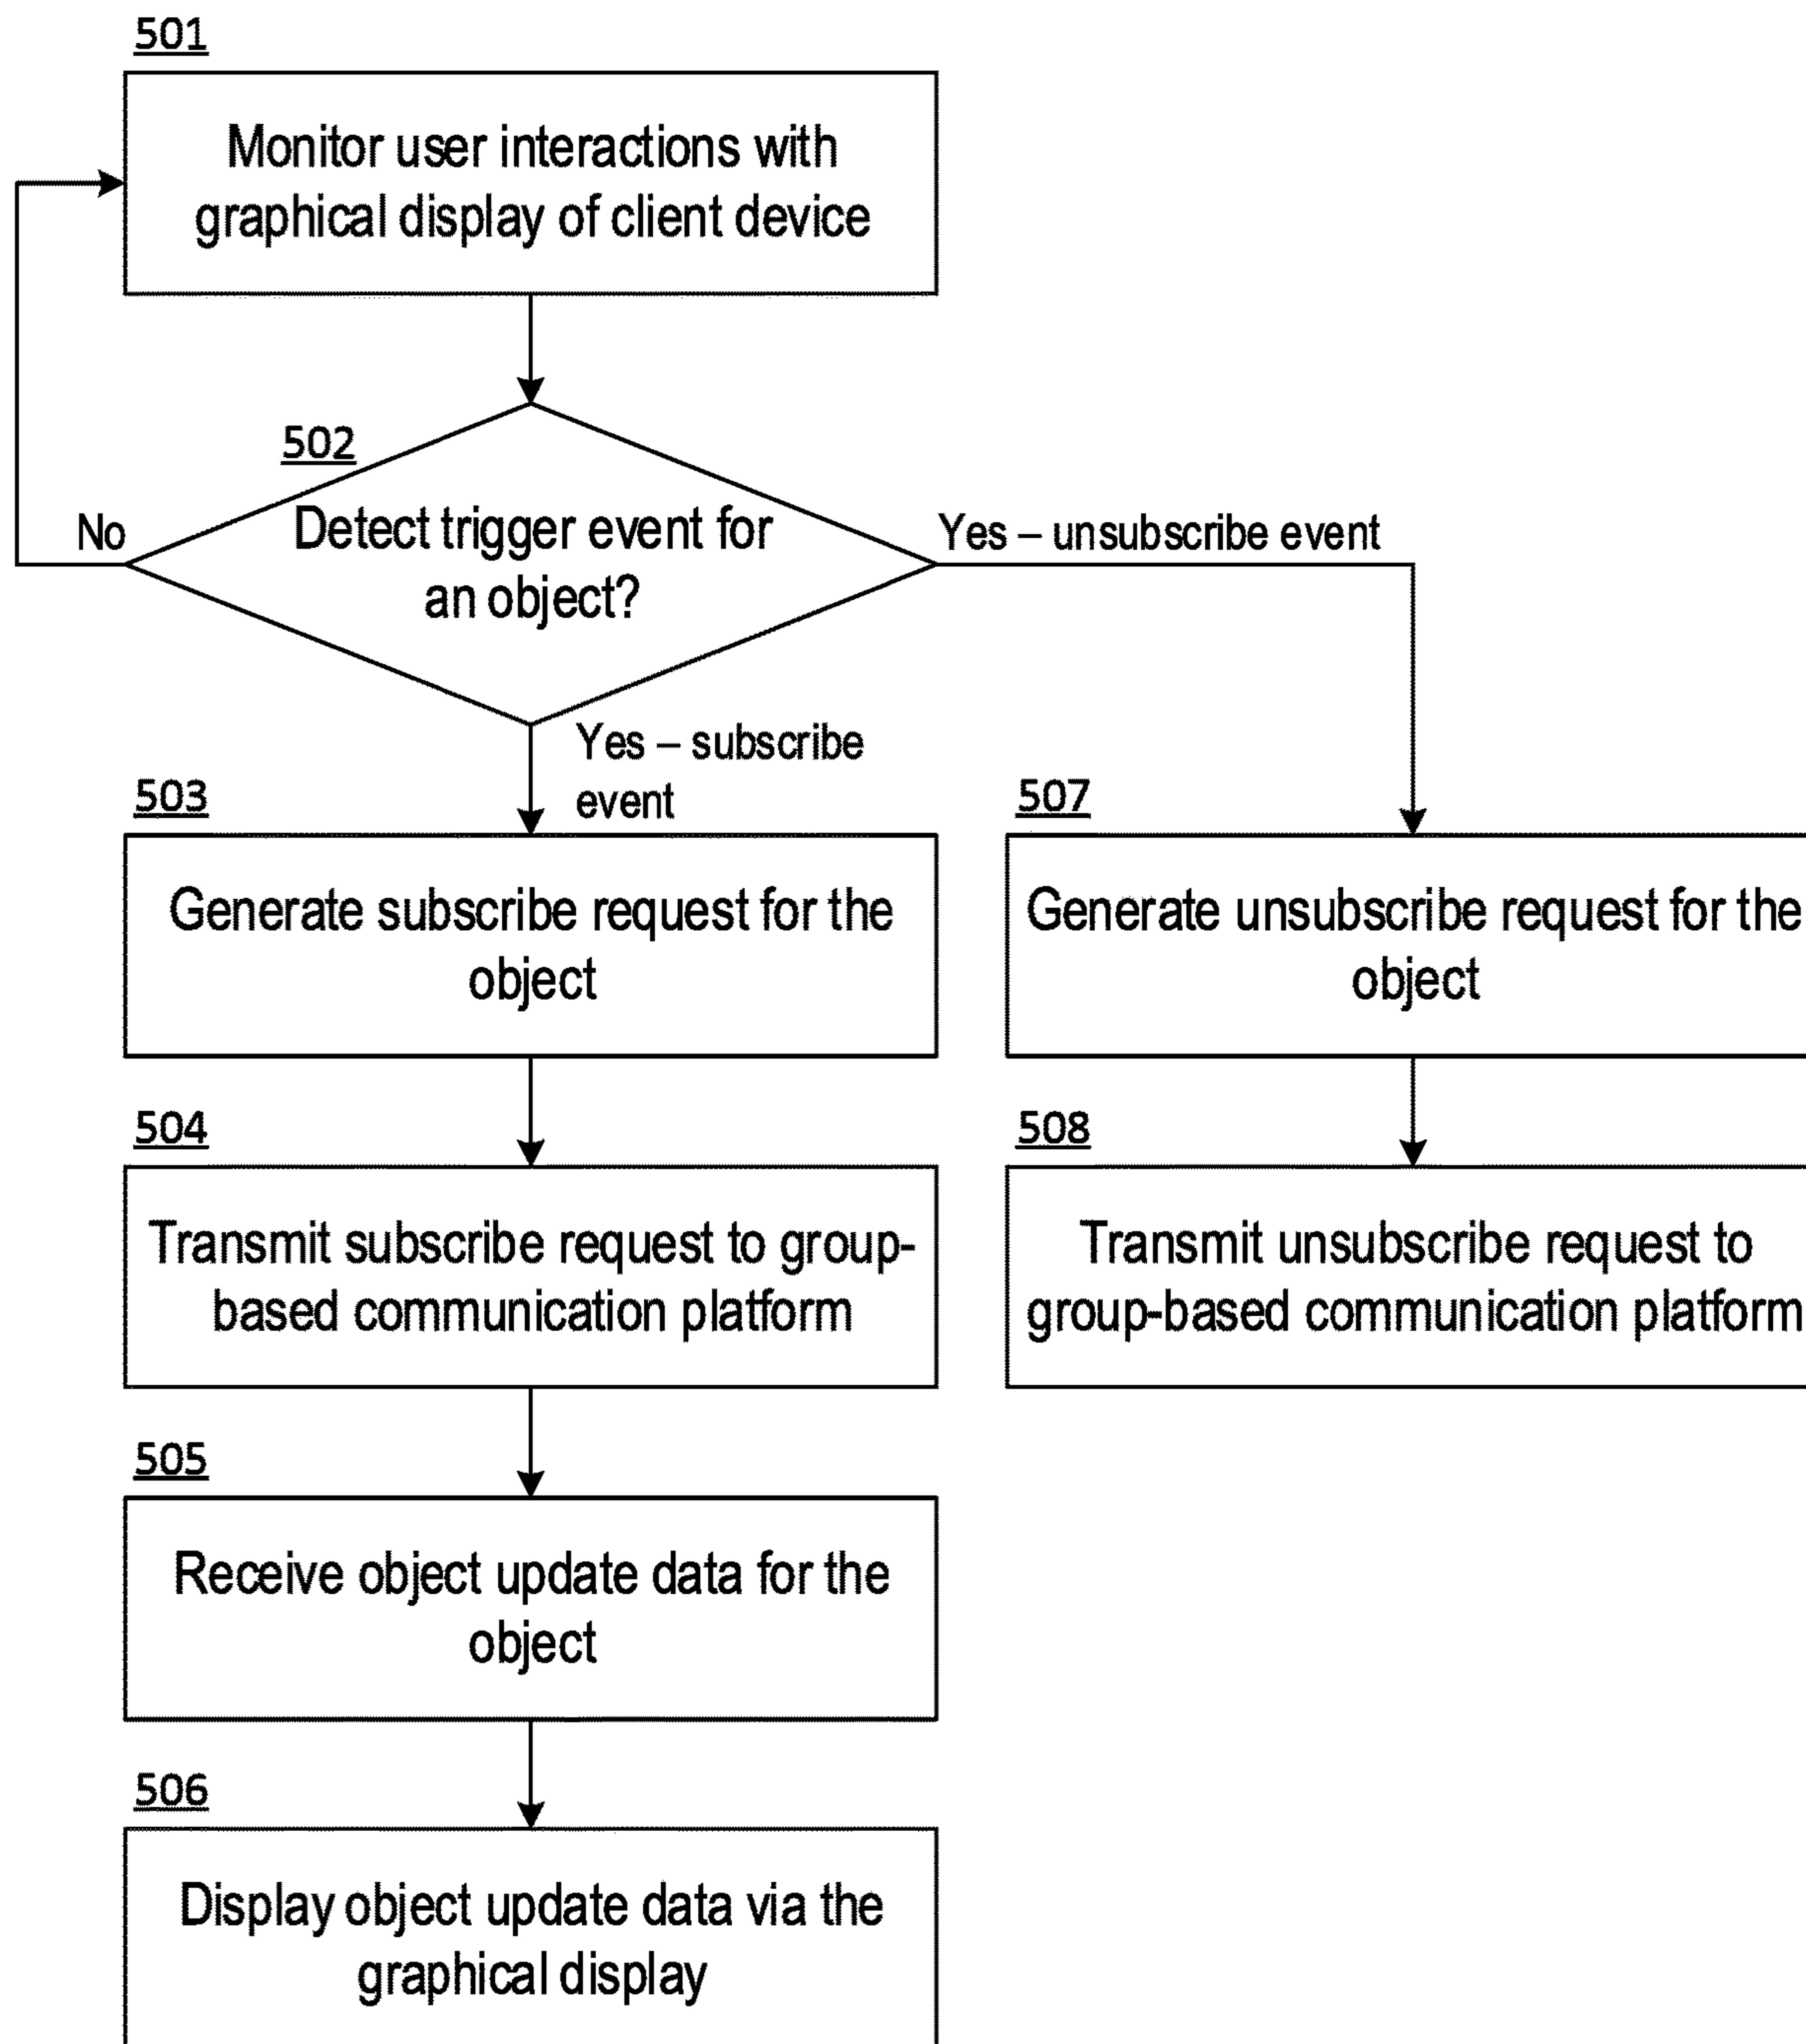 501
Monitor user interactions with
graphical display of client device
502
No
Detect trigger event for
an object?
Yes – unsubscribe event
Yes – subscribe
event
503
Generate subscribe request for the
object
507
Generate unsubscribe request for the
object
504
Transmit subscribe request to group-
based communication platform
508
Transmit unsubscribe request to
group-based communication platform
505
Receive object update data for the
object
506
Display object update data via the
graphical display